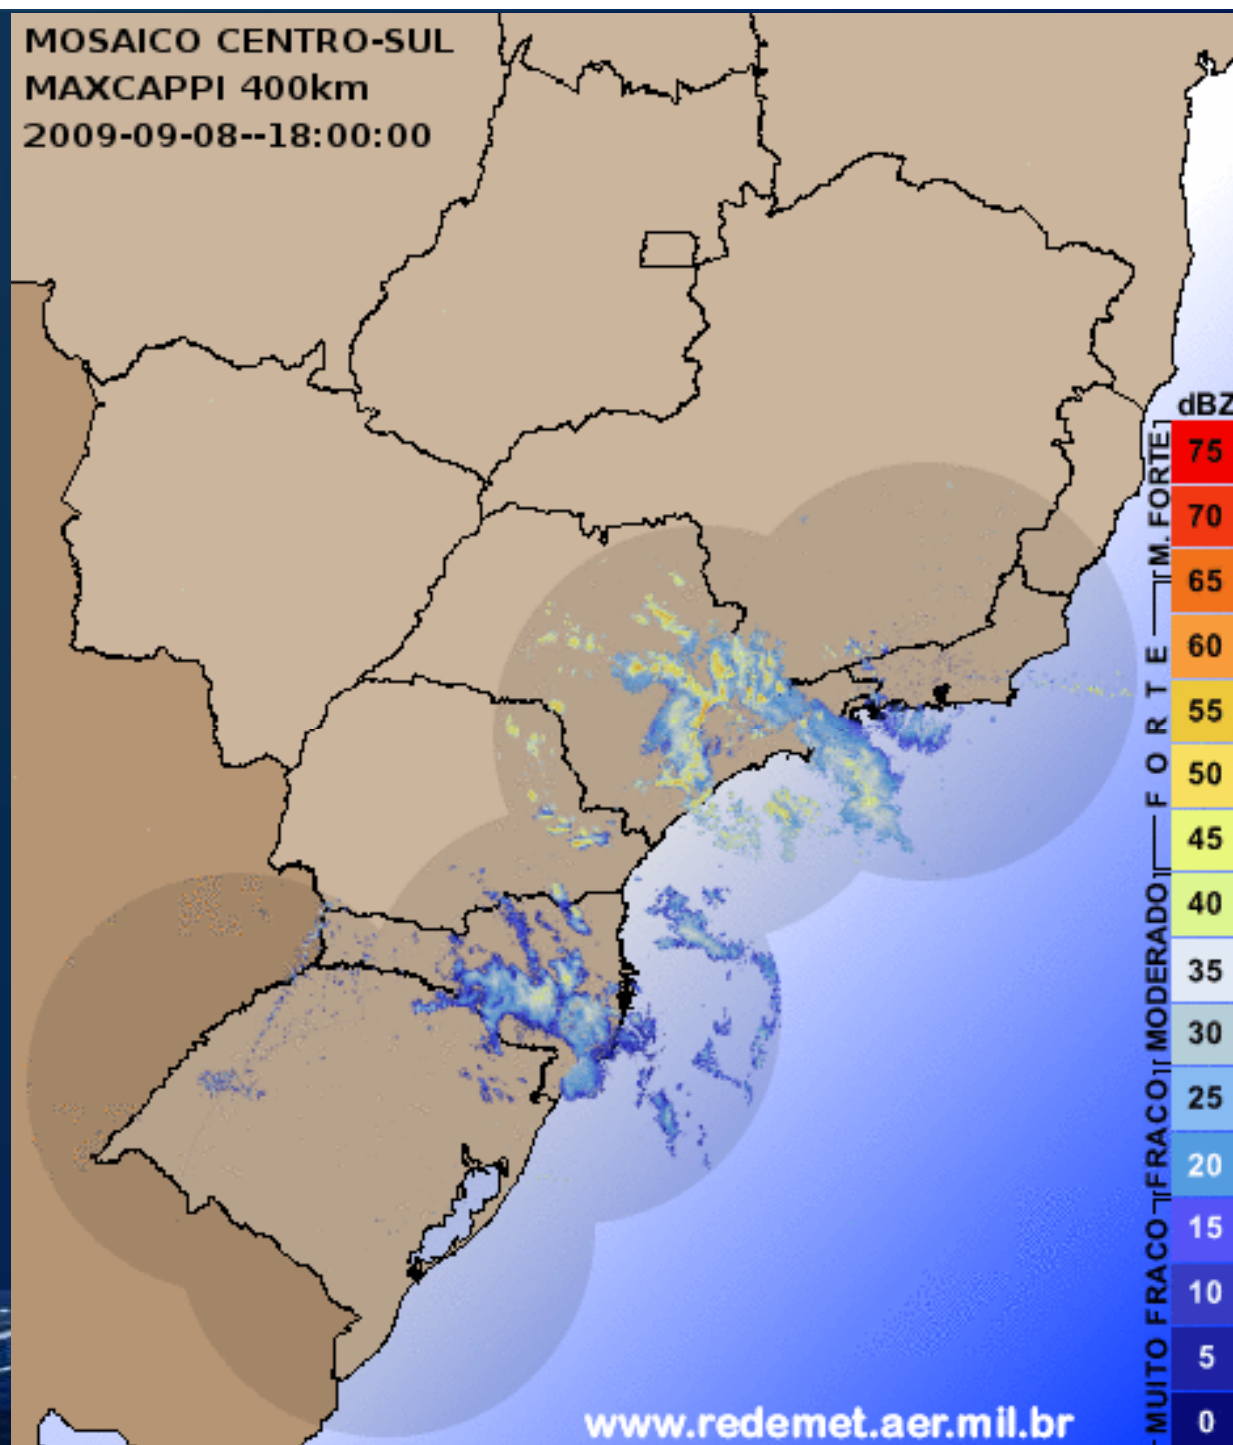 MOSAICO CENTRO-SUL
MAXCAPPI 400km
2009-09-08--18:00:00
dBZ
75
70
65
60
55
50
45
40
35
30
25
20
15
10
5
0
M. FORTE
FORTE
MODERADO
FRACO
MUITO FRACO
www.redemet.aer.mil.br